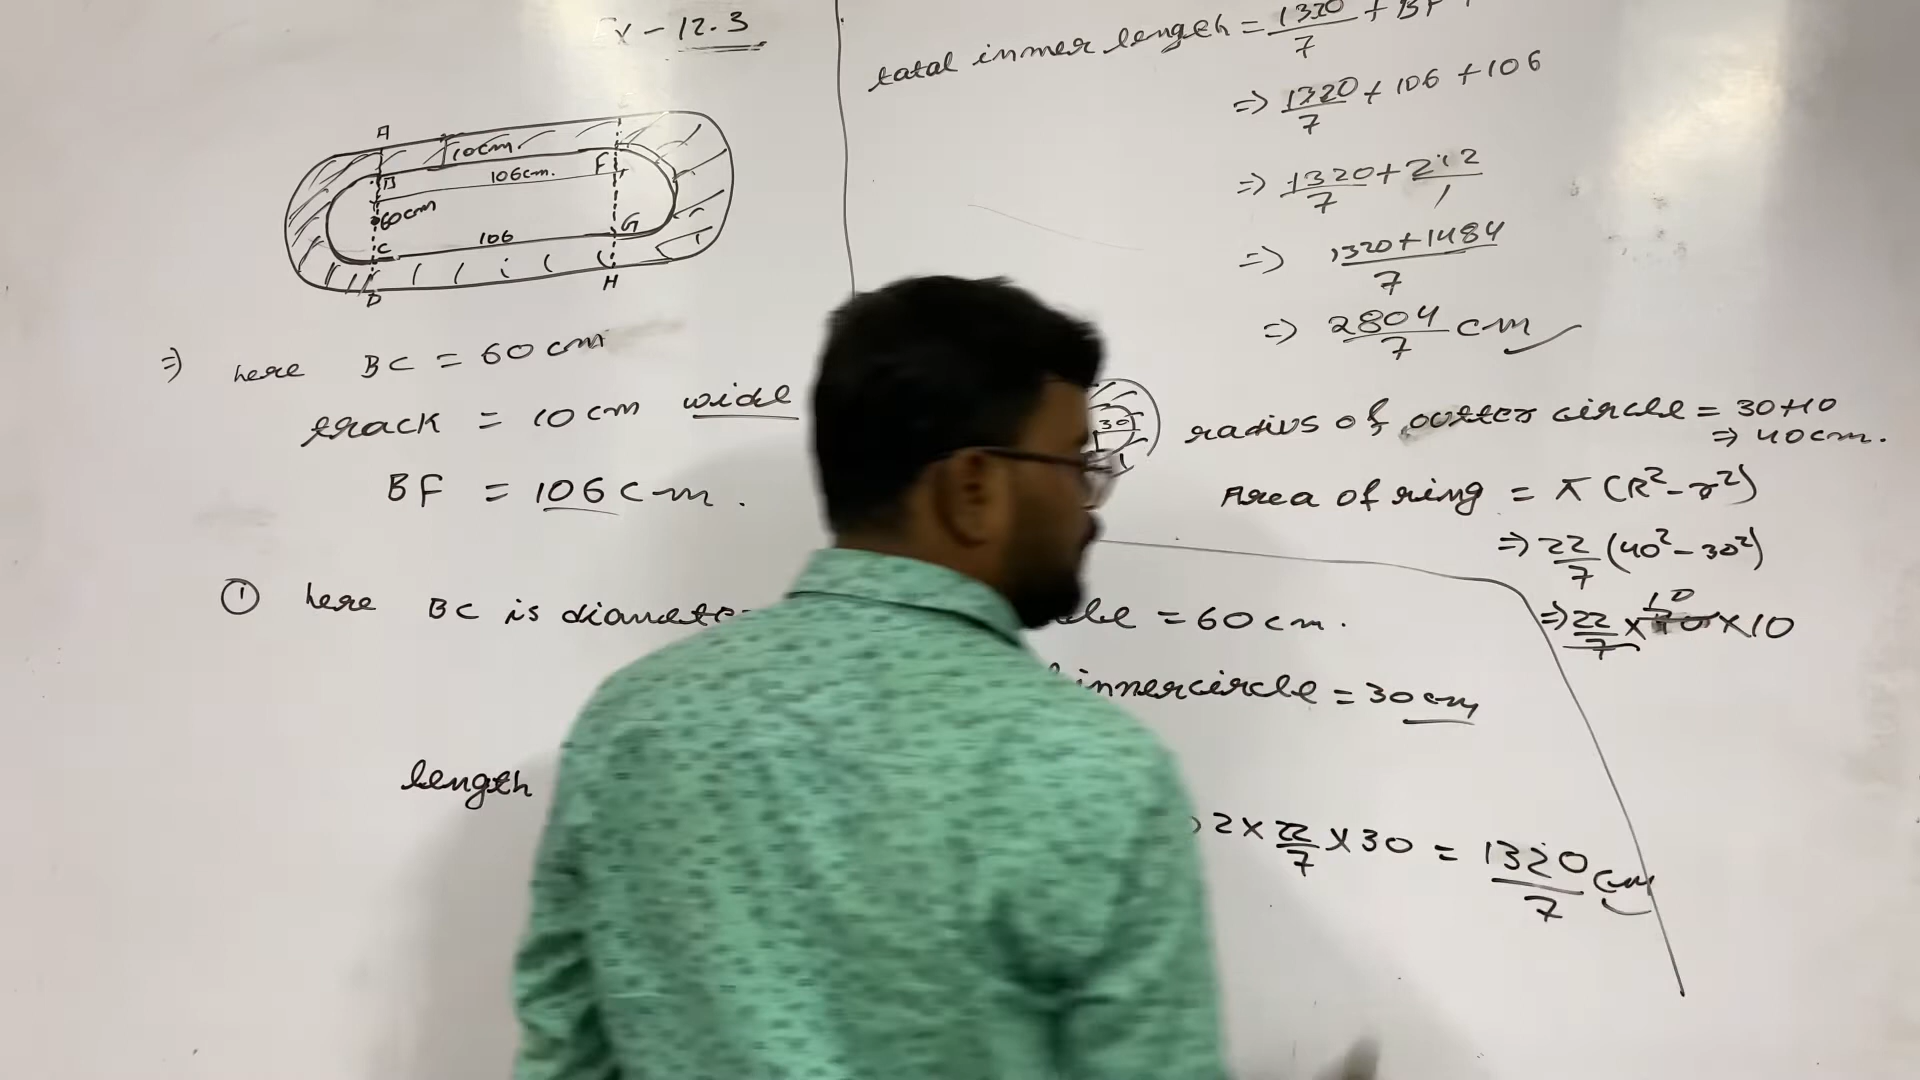 Ex - 12.3
A
10cm.
B
106cm.
F
60cm
C
106
G
D
H
=> here BC = 60 cm
track = 10 cm wide
BF = 106 cm.
① here BC is diamete = 60 cm.
innercircle = 30 cm
length
2 × 22/7 × 30 = 1320/7 cm
total inner length = 1320/7 + BF
=> 1320/7 + 106 + 106
=> 1320/7 + 212/1
=> 1320+1484/7
=> 2804/7 cm
30
radius of outter circle = 30+10
=> 40cm.
Area of ring = π (R²-r²)
=> 22/7 (40²-30²)
=> 22/7 × 10 × 10